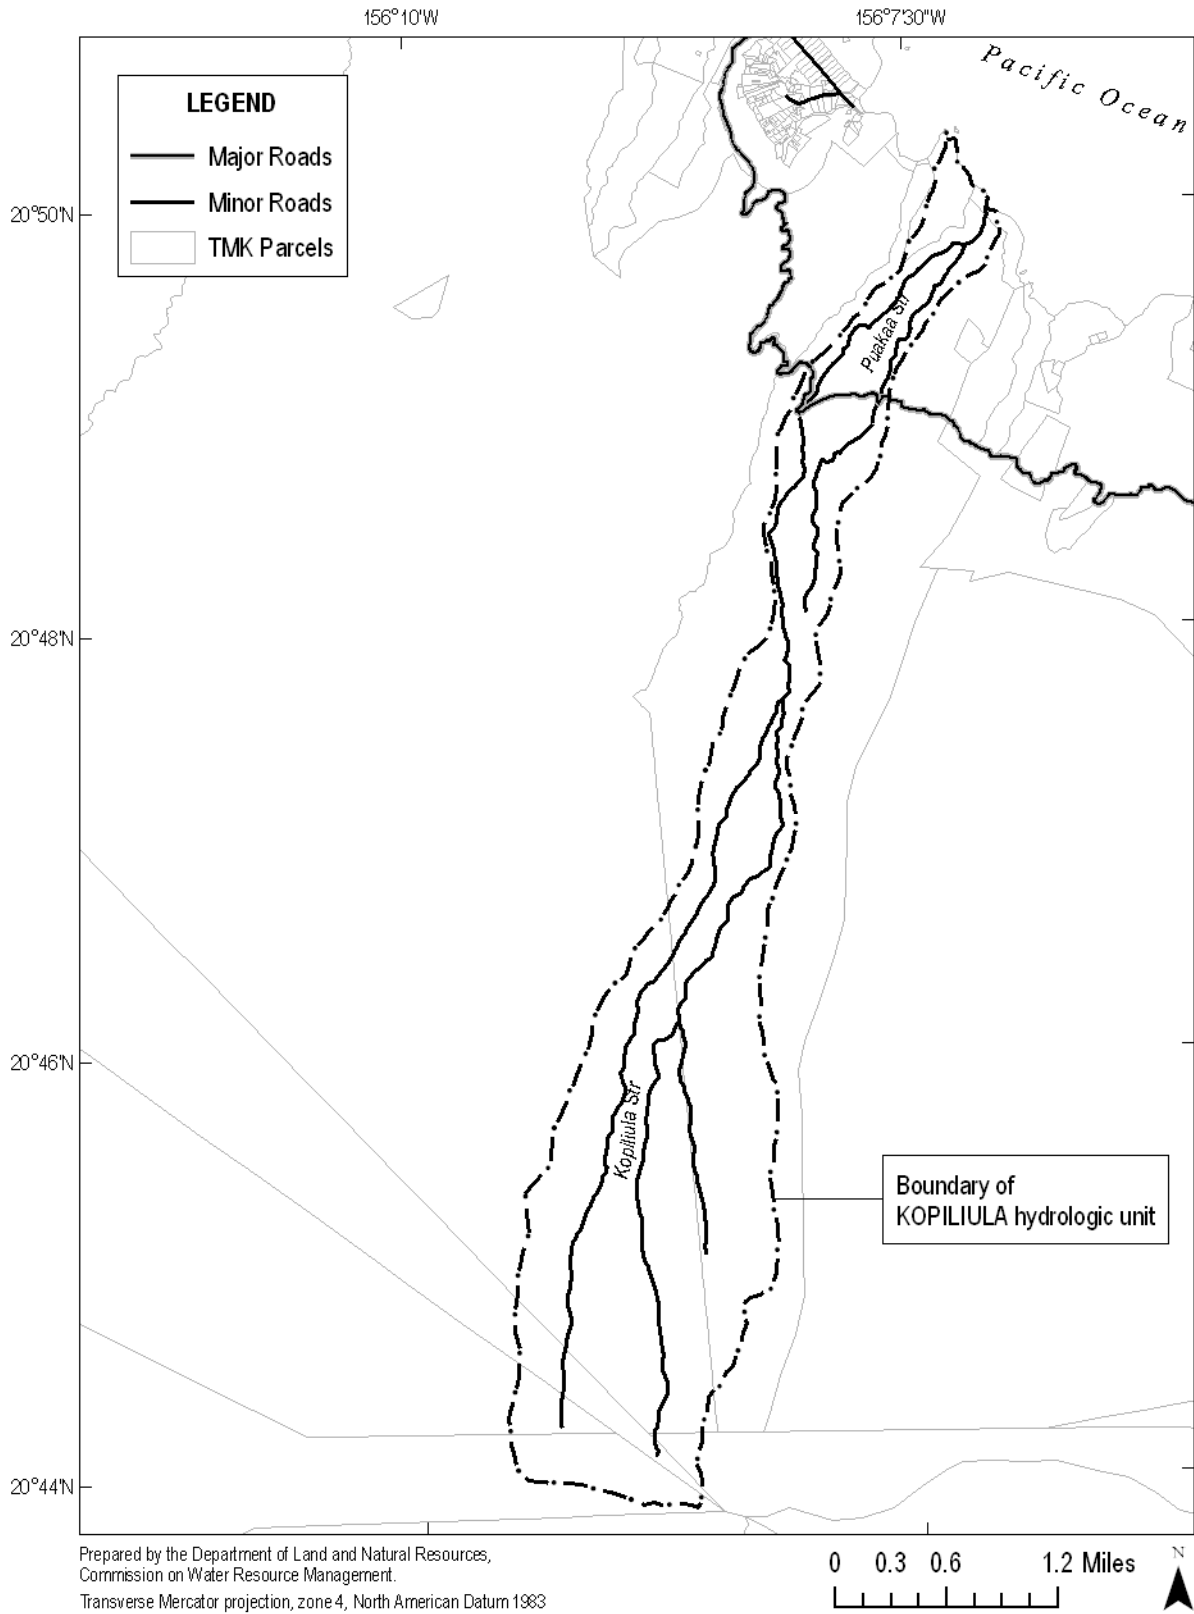 156°10'W
156°7'30"W
Pacific Ocean
LEGEND
Major Roads
Minor Roads
TMK Parcels
20°50'N
Puakaa Str
20°48'N
20°46'N
Kopiliula Str
Boundary of
KOPILIULA hydrologic unit
20°44'N
Prepared by the Department of Land and Natural Resources,
Commission on Water Resource Management.
Transverse Mercator projection, zone 4, North American Datum 1983
0 0.3 0.6 1.2 Miles
N